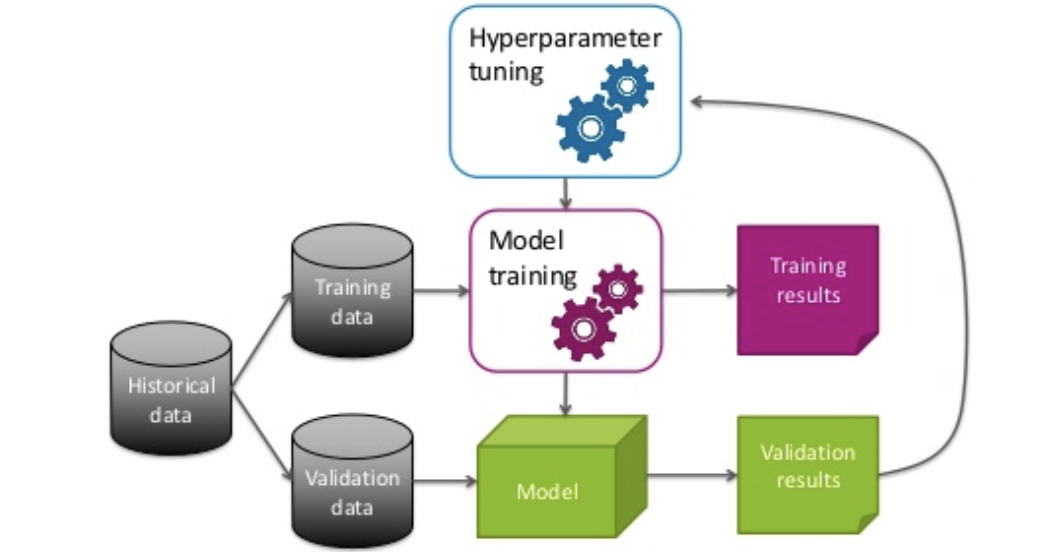 Hyperparameter
tuning
Model
training
Training
results
Training
data
Historical
data
Validation
data
Model
Validation
results